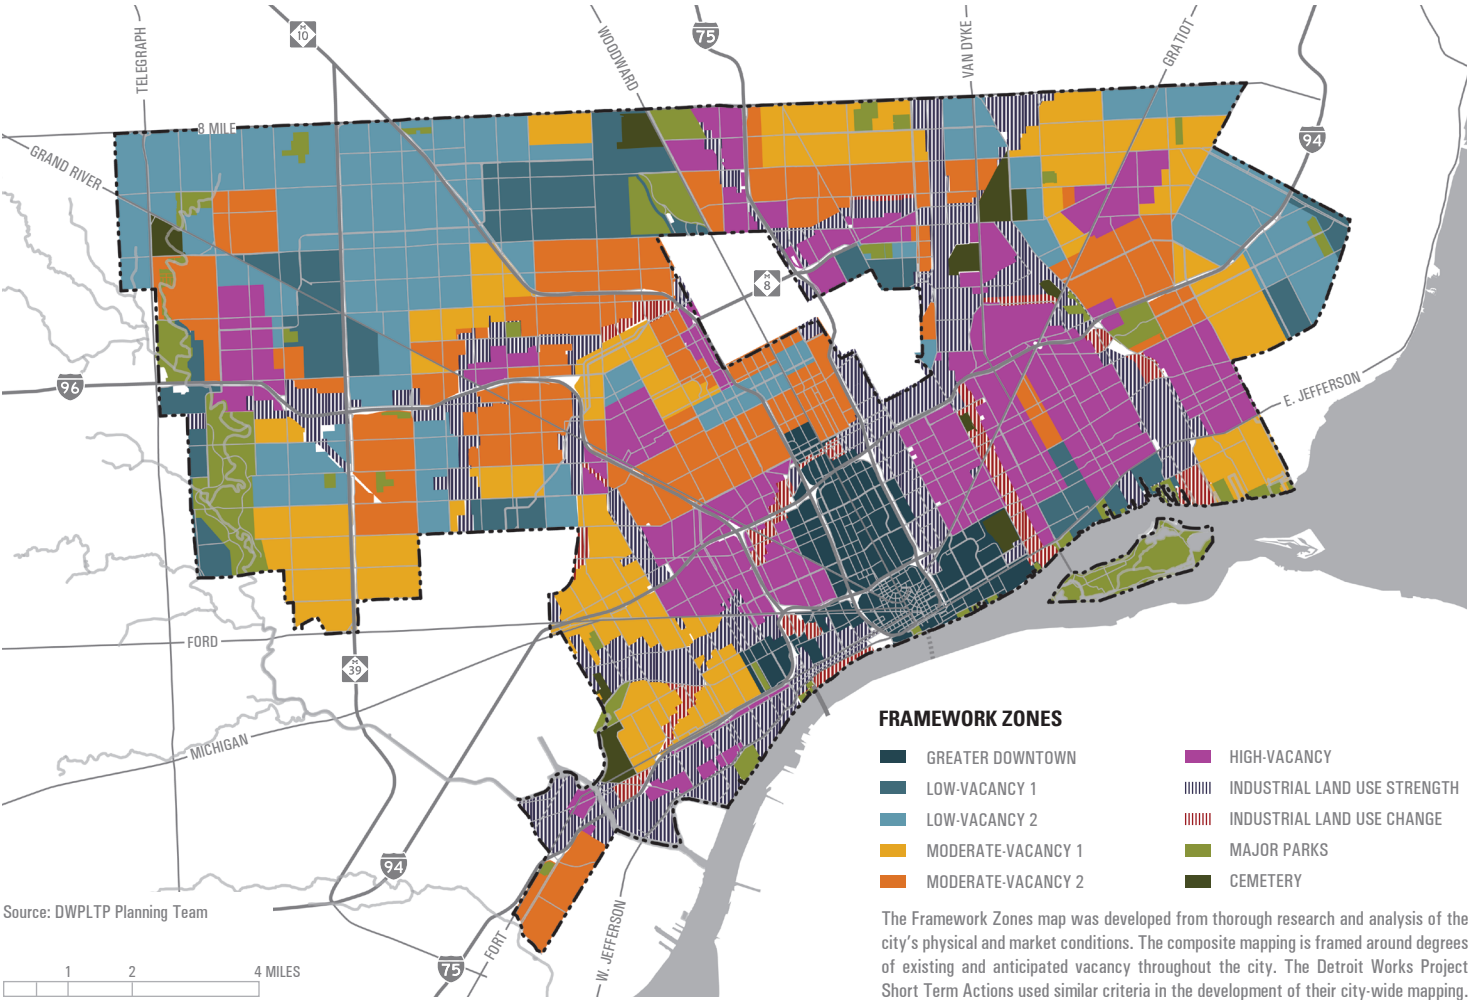 M
10
75
TELEGRAPH
WOODWARD
VAN DYKE
GRATIOT
94
8 MILE
GRAND RIVER
M
8
96
E. JEFFERSON
FORD
M
39
MICHIGAN
94
FORT
W. JEFFERSON
75
FRAMEWORK ZONES
GREATER DOWNTOWN
LOW-VACANCY 1
LOW-VACANCY 2
MODERATE-VACANCY 1
MODERATE-VACANCY 2
HIGH-VACANCY
INDUSTRIAL LAND USE STRENGTH
INDUSTRIAL LAND USE CHANGE
MAJOR PARKS
CEMETERY
The Framework Zones map was developed from thorough research and analysis of the
city's physical and market conditions. The composite mapping is framed around degrees
of existing and anticipated vacancy throughout the city. The Detroit Works Project
Short Term Actions used similar criteria in the development of their city-wide mapping.
Source: DWPLTP Planning Team
1 2 4 MILES